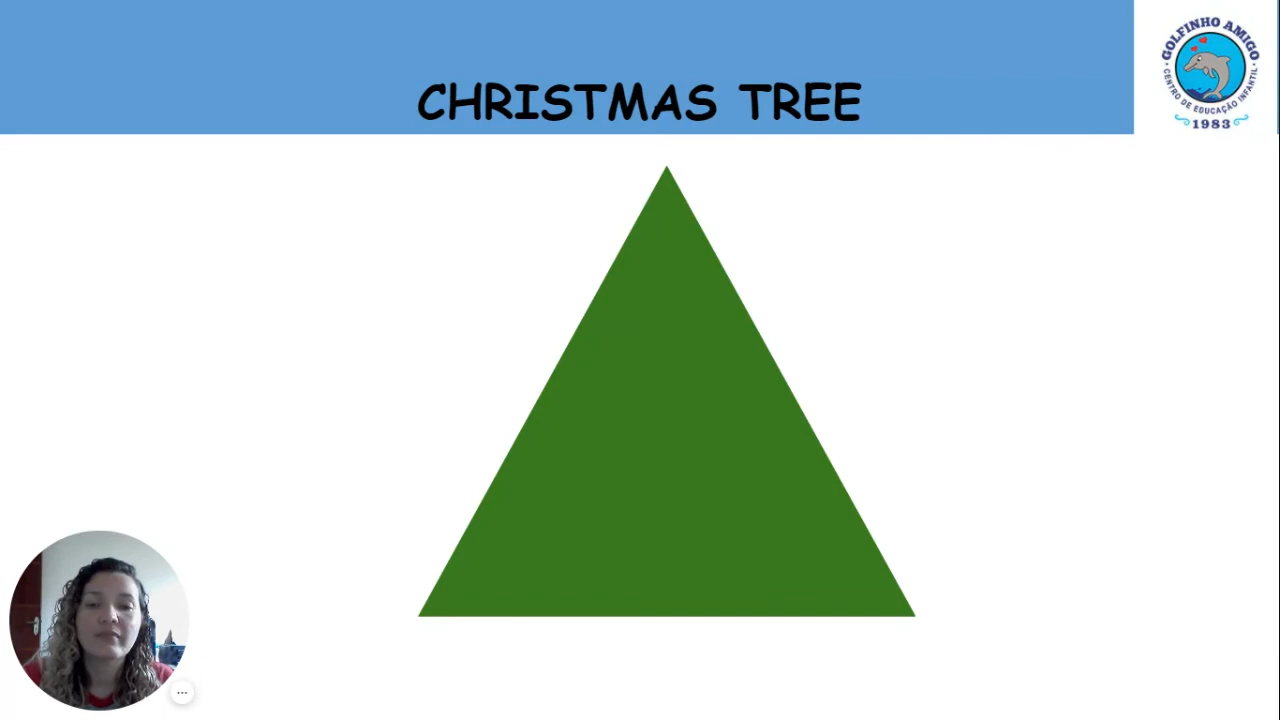 CHRISTMAS TREE
GOLFINHO AMIGO
CENTRO DE EDUCAÇÃO INFANTIL
1983